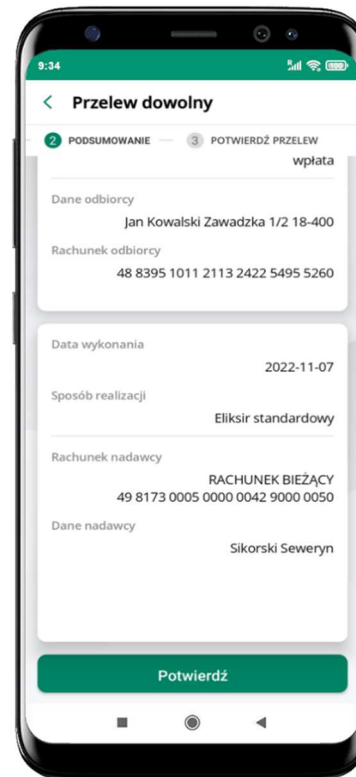 9:34
100
Przelew dowolny
2 PODSUMOWANIE 3 POTWIERDŹ PRZELEW
wpłata
Dane odbiorcy
Jan Kowalski Zawadzka 1/2 18-400
Rachunek odbiorcy
48 8395 1011 2113 2422 5495 5260
Data wykonania
2022-11-07
Sposób realizacji
Eliksir standardowy
Rachunek nadawcy
RACHUNEK BIEŻĄCY
49 8173 0005 0000 0042 9000 0050
Dane nadawcy
Sikorski Seweryn
Potwierdź